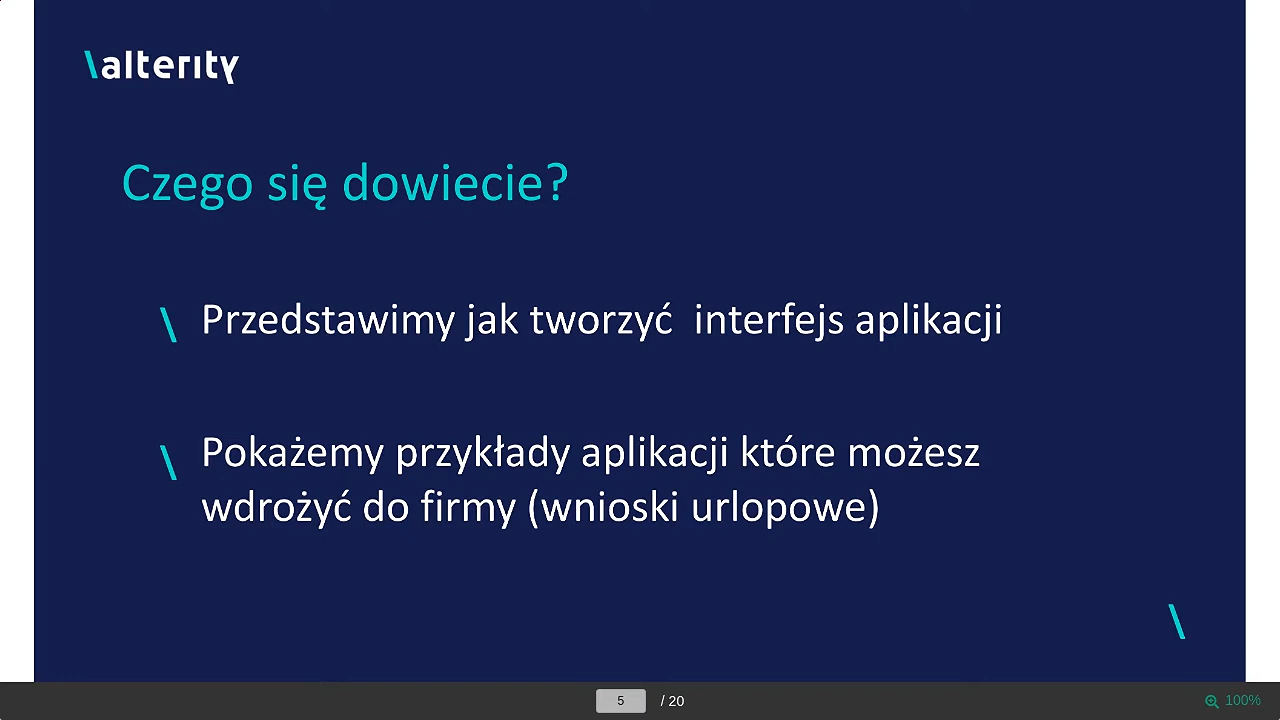 \alterity
Czego się dowiecie?
\ Przedstawimy jak tworzyć  interfejs aplikacji
\ Pokażemy przykłady aplikacji które możesz
wdrożyć do firmy (wnioski urlopowe)
\
5 / 20
100%